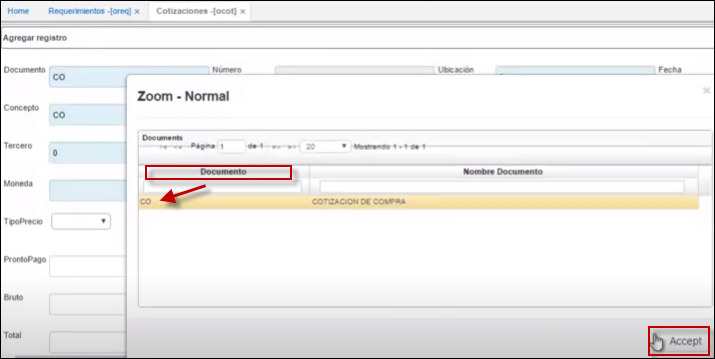 Home Requerimientos -[oreq] × Cotizaciones -[ocot] ×
Agregar registro
Documento CO Número Ubicación Fecha
Zoom - Normal ×
Concepto CO
Documents
Página 1 de 1 20 Mostrando 1 - 1 de 1
Tercero 0
Documento Nombre Documento
Moneda
CO COTIZACION DE COMPRA
TipoPrecio
ProntoPago
Bruto
Total
Accept